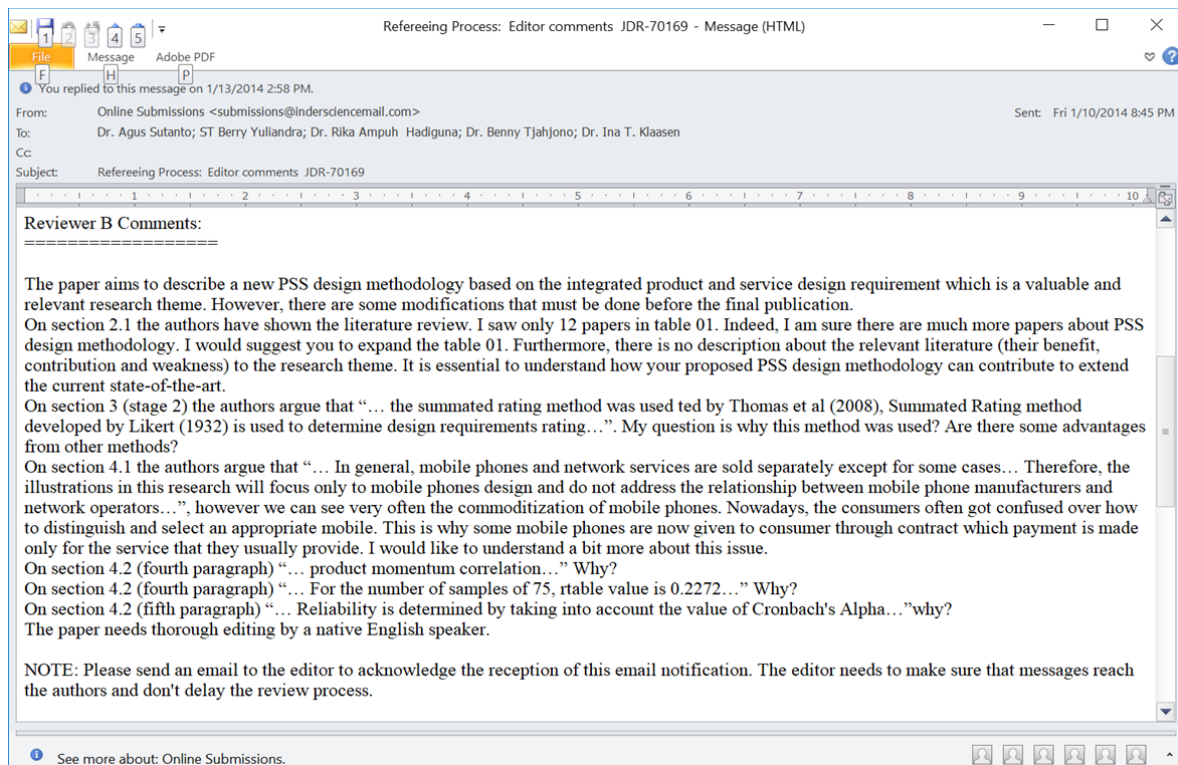 Refereeing Process: Editor comments JDR-70169 - Message (HTML)
1 2 3 4 5
File Message Adobe PDF
F H P
You replied to this message on 1/13/2014 2:58 PM.
From: Online Submissions <submissions@indersciencemail.com> Sent: Fri 1/10/2014 8:45 PM
To: Dr. Agus Sutanto; ST Berry Yuliandra; Dr. Rika Ampuh Hadiguna; Dr. Benny Tjahjono; Dr. Ina T. Klaasen
Cc:
Subject: Refereeing Process: Editor comments JDR-70169
1 2 3 4 5 6 7 8 9 10
Reviewer B Comments:
==================
The paper aims to describe a new PSS design methodology based on the integrated product and service design requirement which is a valuable and
relevant research theme. However, there are some modifications that must be done before the final publication.
On section 2.1 the authors have shown the literature review. I saw only 12 papers in table 01. Indeed, I am sure there are much more papers about PSS
design methodology. I would suggest you to expand the table 01. Furthermore, there is no description about the relevant literature (their benefit,
contribution and weakness) to the research theme. It is essential to understand how your proposed PSS design methodology can contribute to extend
the current state-of-the-art.
On section 3 (stage 2) the authors argue that “… the summated rating method was used ted by Thomas et al (2008), Summated Rating method
developed by Likert (1932) is used to determine design requirements rating…”. My question is why this method was used? Are there some advantages
from other methods?
On section 4.1 the authors argue that “… In general, mobile phones and network services are sold separately except for some cases… Therefore, the
illustrations in this research will focus only to mobile phones design and do not address the relationship between mobile phone manufacturers and
network operators…”, however we can see very often the commoditization of mobile phones. Nowadays, the consumers often got confused over how
to distinguish and select an appropriate mobile. This is why some mobile phones are now given to consumer through contract which payment is made
only for the service that they usually provide. I would like to understand a bit more about this issue.
On section 4.2 (fourth paragraph) “… product momentum correlation…” Why?
On section 4.2 (fourth paragraph) “… For the number of samples of 75, rtable value is 0.2272…” Why?
On section 4.2 (fifth paragraph) “… Reliability is determined by taking into account the value of Cronbach's Alpha…”why?
The paper needs thorough editing by a native English speaker.
NOTE: Please send an email to the editor to acknowledge the reception of this email notification. The editor needs to make sure that messages reach
the authors and don't delay the review process.
See more about: Online Submissions.